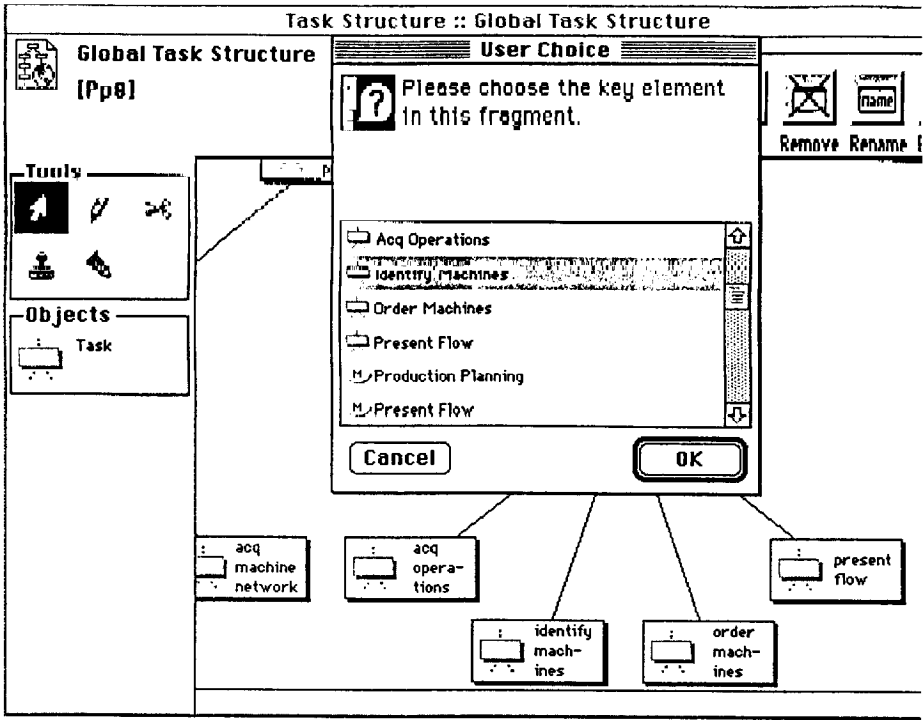 Task Structure :: Global Task Structure
Global Task Structure
[Pp8]
User Choice
Please choose the key element
in this fragment.
name
Remove Rename
Tools
Objects
Task
Acq Operations
Identify Machines
Order Machines
Present Flow
M Production Planning
M Present Flow
Cancel
OK
acq
machine
network
acq
opera-
tions
identify
mach-
ines
order
mach-
ines
present
flow